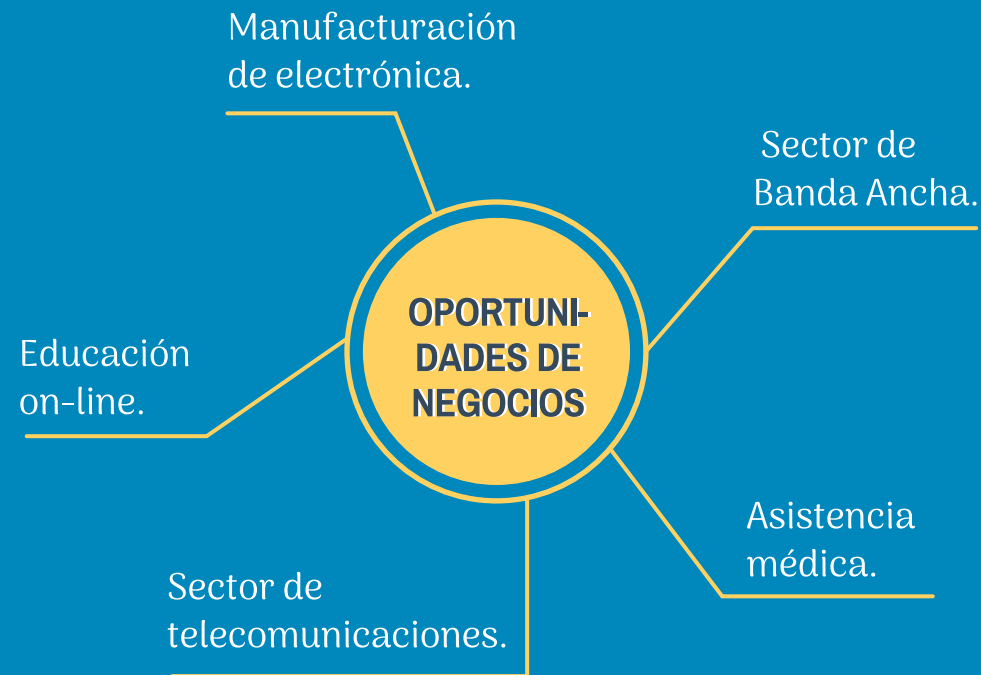 Manufacturación
de electrónica.
Sector de
Banda Ancha.
OPORTUNI-
DADES DE
NEGOCIOS
Educación
on-line.
Asistencia
médica.
Sector de
telecomunicaciones.